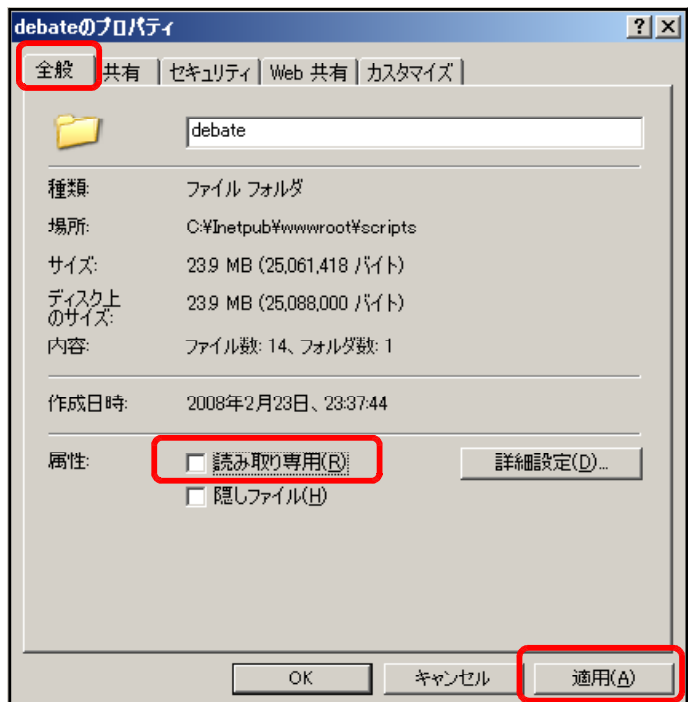 debateのプロパティ
? ×
全般 共有 セキュリティ Web 共有 カスタマイズ
debate
種類: ファイル フォルダ
場所: C:¥Inetpub¥wwwroot¥scripts
サイズ: 23.9 MB (25,061,418 バイト)
ディスク上
のサイズ: 23.9 MB (25,088,000 バイト)
内容: ファイル数: 14、フォルダ数: 1
作成日時: 2008年2月23日、23:37:44
属性: 読み取り専用(R) 詳細設定(D)...
隠しファイル(H)
OK キャンセル 適用(A)